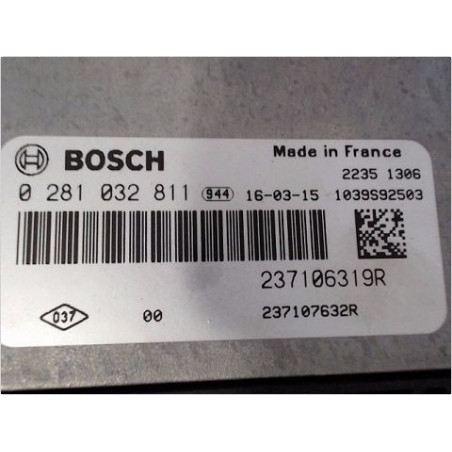 BOSCH Made in France
2235 1306
0 281 032 811 944 16-03-15 1039S92503
237106319R
037 00 237107632R